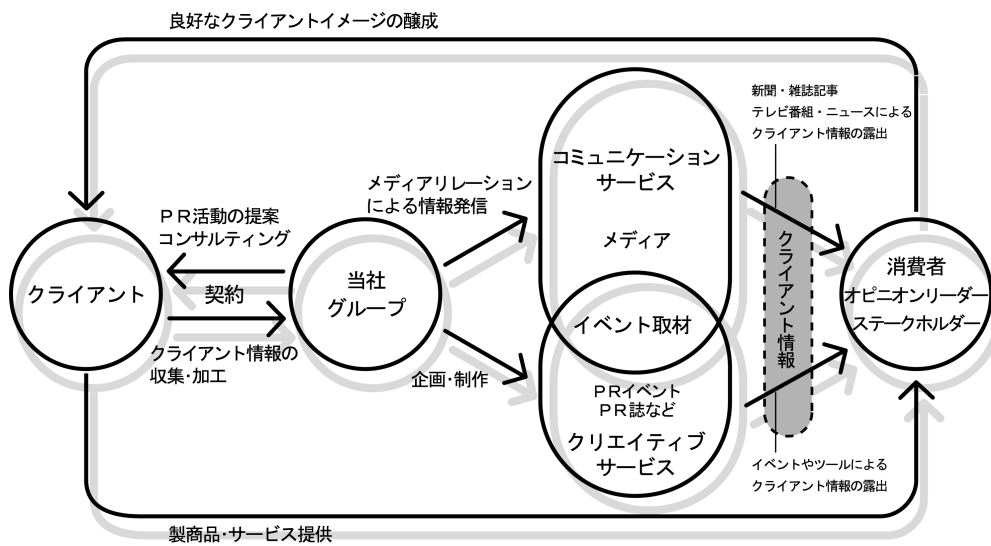 良好なクライアントイメージの醸成
新聞・雑誌記事
テレビ番組・ニュースによる
クライアント情報の露出
コミュニケーション
サービス
メディアリレーション
による情報発信
ＰＲ活動の提案
コンサルティング
メディア
クライアント情報
クライアント
契約
当社
グループ
消費者
オピニオンリーダー
ステークホルダー
イベント取材
クライアント情報の
収集・加工
企画・制作
ＰＲイベント
ＰＲ誌など
クリエイティブ
サービス
イベントやツールによる
クライアント情報の露出
製商品・サービス提供